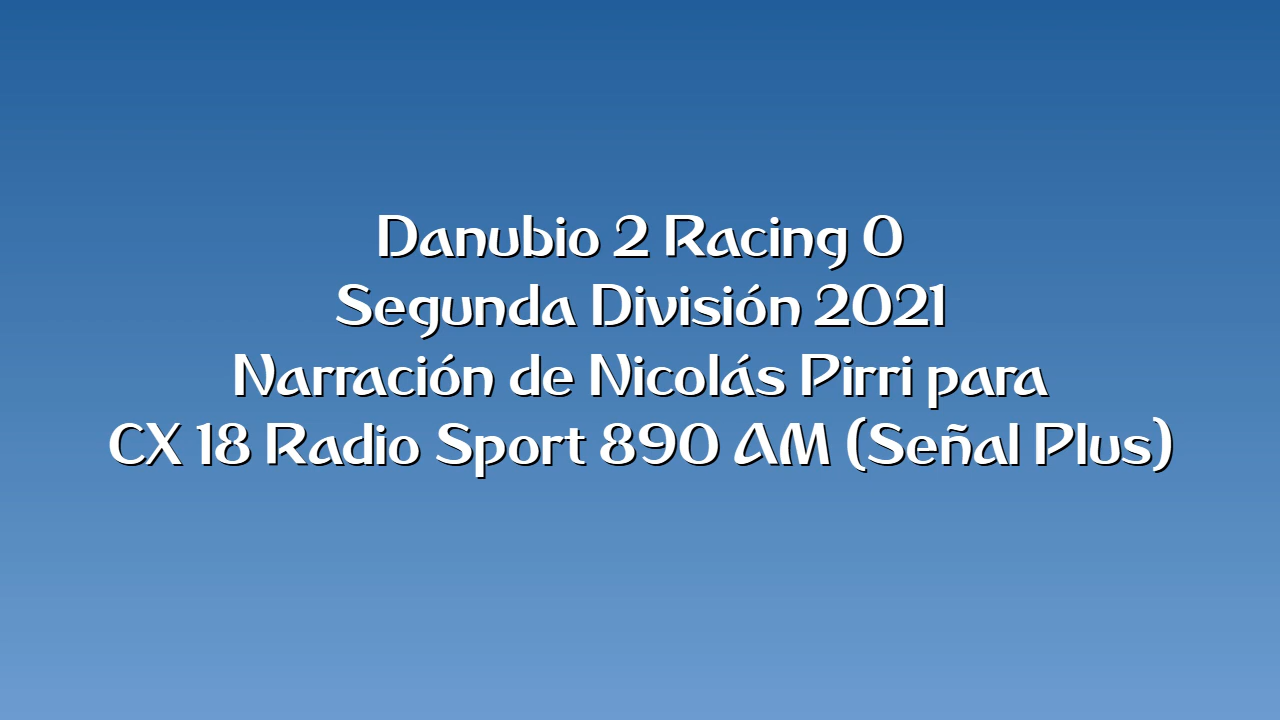 Danubio 2 Racing 0
Segunda División 2021
Narración de Nicolás Pirri para
CX 18 Radio Sport 890 AM (Señal Plus)